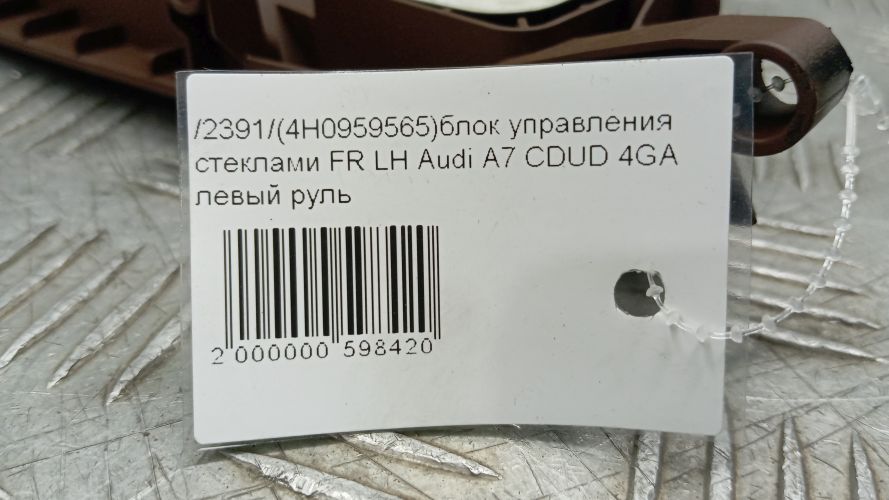 /2391/(4H0959565)блок управления
стеклами FR LH Audi A7 CDUD 4GA
левый руль
2 000000 598420